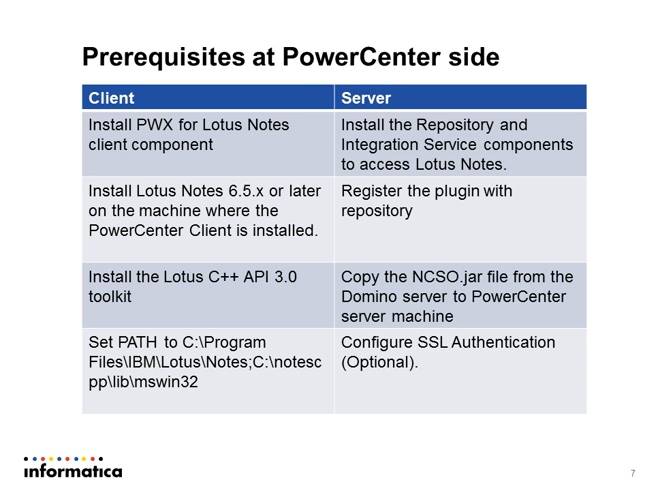 Prerequisites at PowerCenter side
Client
Server
Install PWX for Lotus Notes
client component
Install the Repository and
Integration Service components
to access Lotus Notes.
Install Lotus Notes 6.5.x or later
on the machine where the
PowerCenter Client is installed.
Register the plugin with
repository
Install the Lotus C++ API 3.0
toolkit
Copy the NCSO.jar file from the
Domino server to PowerCenter
server machine
Set PATH to C:\Program
Files\IBM\Lotus\Notes;C:\notesc
pp\lib\mswin32
Configure SSL Authentication
(Optional).
informatica
7